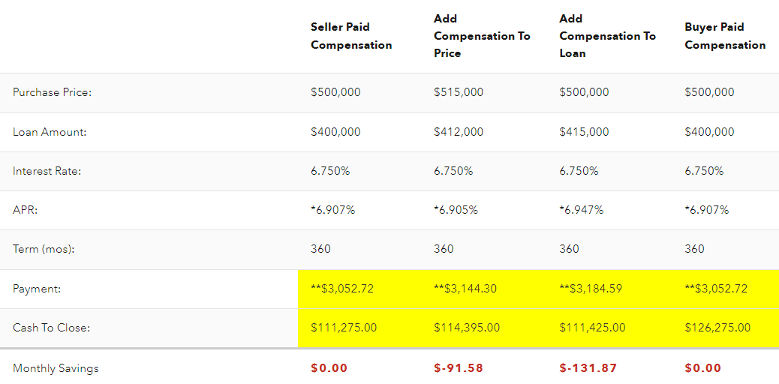 Seller Paid Compensation Add Compensation To Price Add Compensation To Loan Buyer Paid Compensation
Purchase Price: $500,000 $515,000 $500,000 $500,000
Loan Amount: $400,000 $412,000 $415,000 $400,000
Interest Rate: 6.750% 6.750% 6.750% 6.750%
APR: *6.907% *6.905% *6.947% *6.907%
Term (mos): 360 360 360 360
Payment: **$3,052.72 **$3,144.30 **$3,184.59 **$3,052.72
Cash To Close: $111,275.00 $114,395.00 $111,425.00 $126,275.00
Monthly Savings $0.00 $-91.58 $-131.87 $0.00